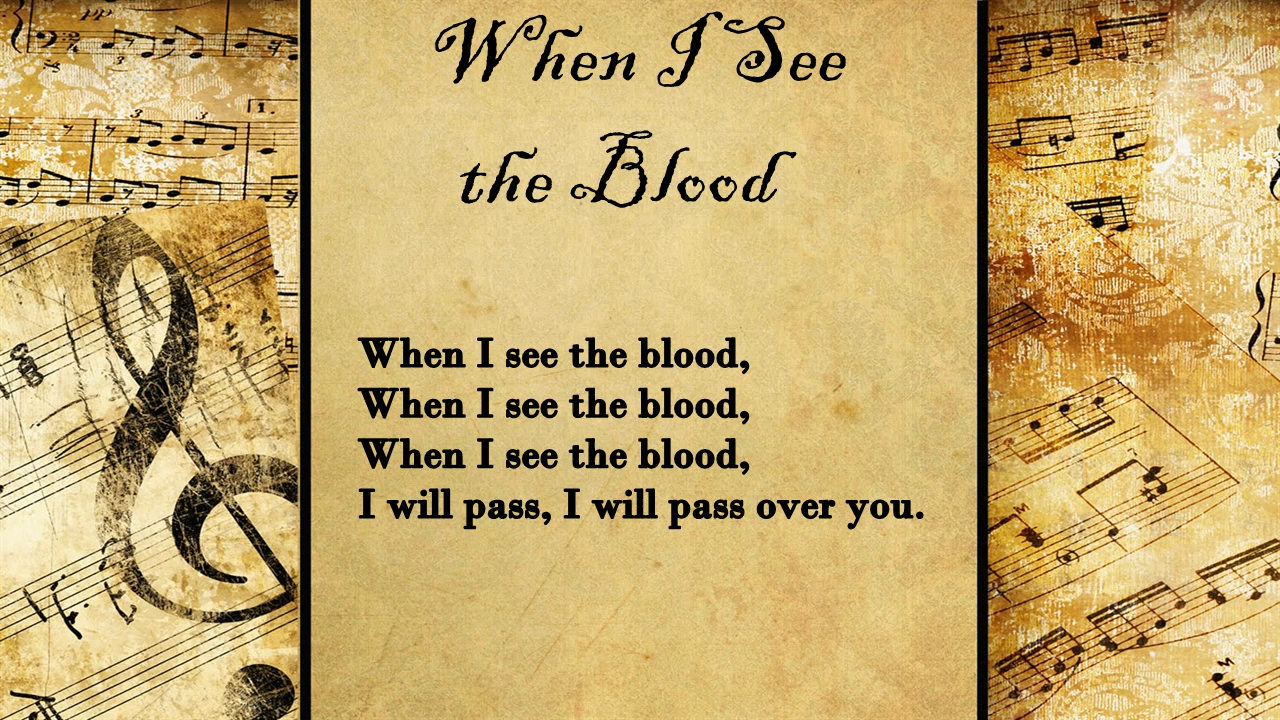 When I See
the Blood
When I see the blood,
When I see the blood,
When I see the blood,
I will pass, I will pass over you.